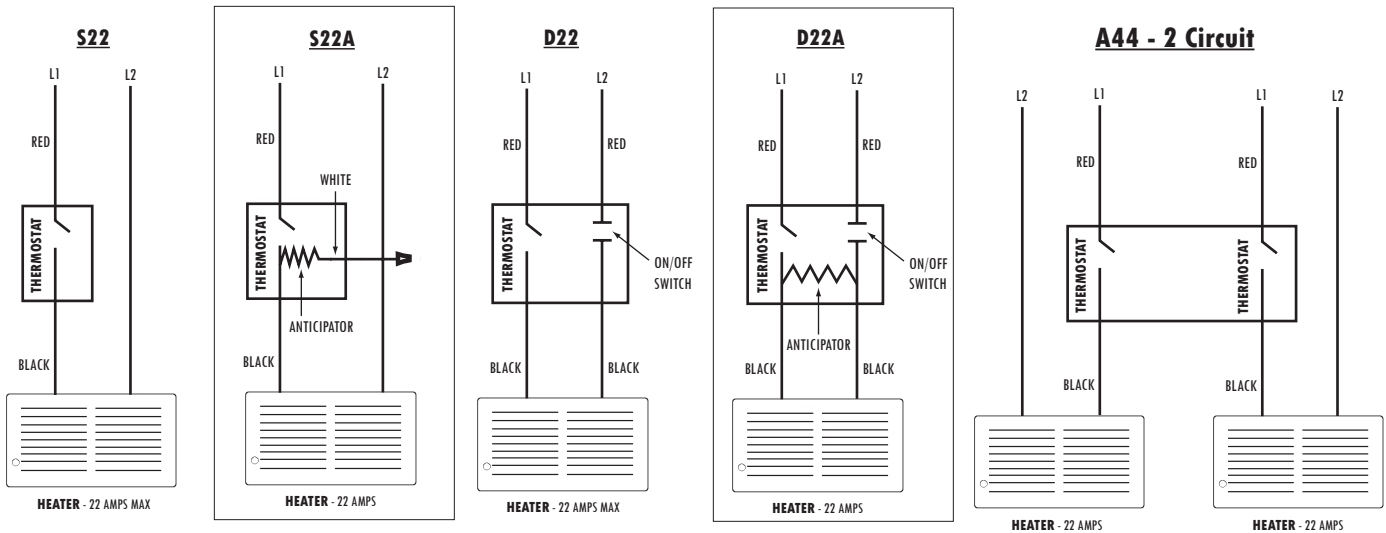 S22
L1
L2
RED
THERMOSTAT
BLACK
HEATER - 22 AMPS MAX
S22A
L1
L2
RED
WHITE
THERMOSTAT
ANTICIPATOR
BLACK
HEATER - 22 AMPS
D22
L1
L2
RED
RED
THERMOSTAT
ON/OFF
SWITCH
BLACK
BLACK
HEATER - 22 AMPS MAX
D22A
L1
L2
RED
RED
THERMOSTAT
ON/OFF
SWITCH
ANTICIPATOR
BLACK
BLACK
HEATER - 22 AMPS
A44 - 2 Circuit
L2
L1
L1
L2
RED
RED
THERMOSTAT
THERMOSTAT
BLACK
BLACK
HEATER - 22 AMPS
HEATER - 22 AMPS